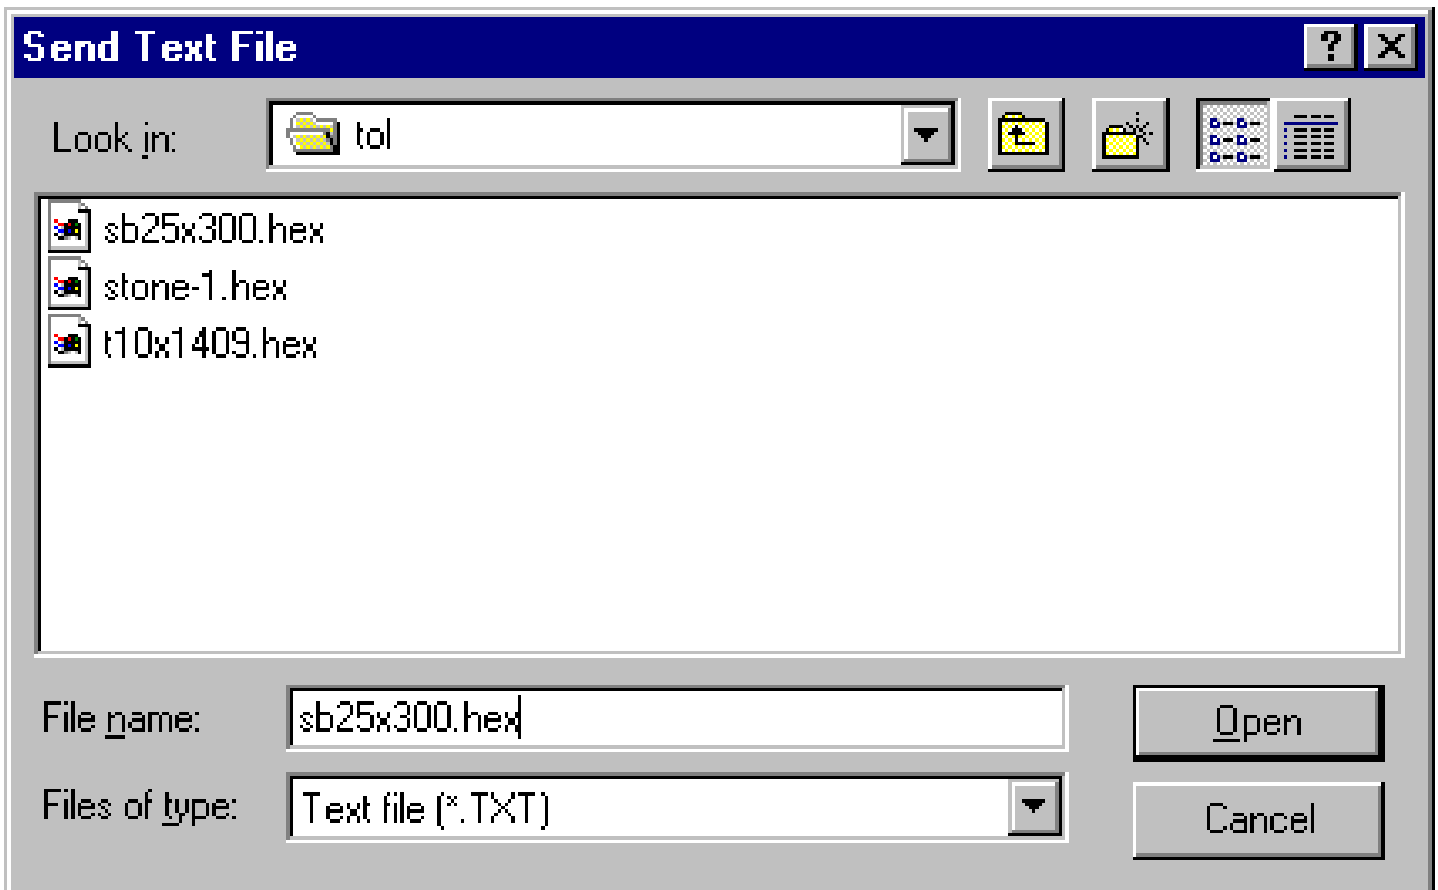 Send Text File
Look in: tol
sb25x300.hex
stone-1.hex
t10x1409.hex
File name: sb25x300.hex Open
Files of type: Text file (*.TXT) Cancel